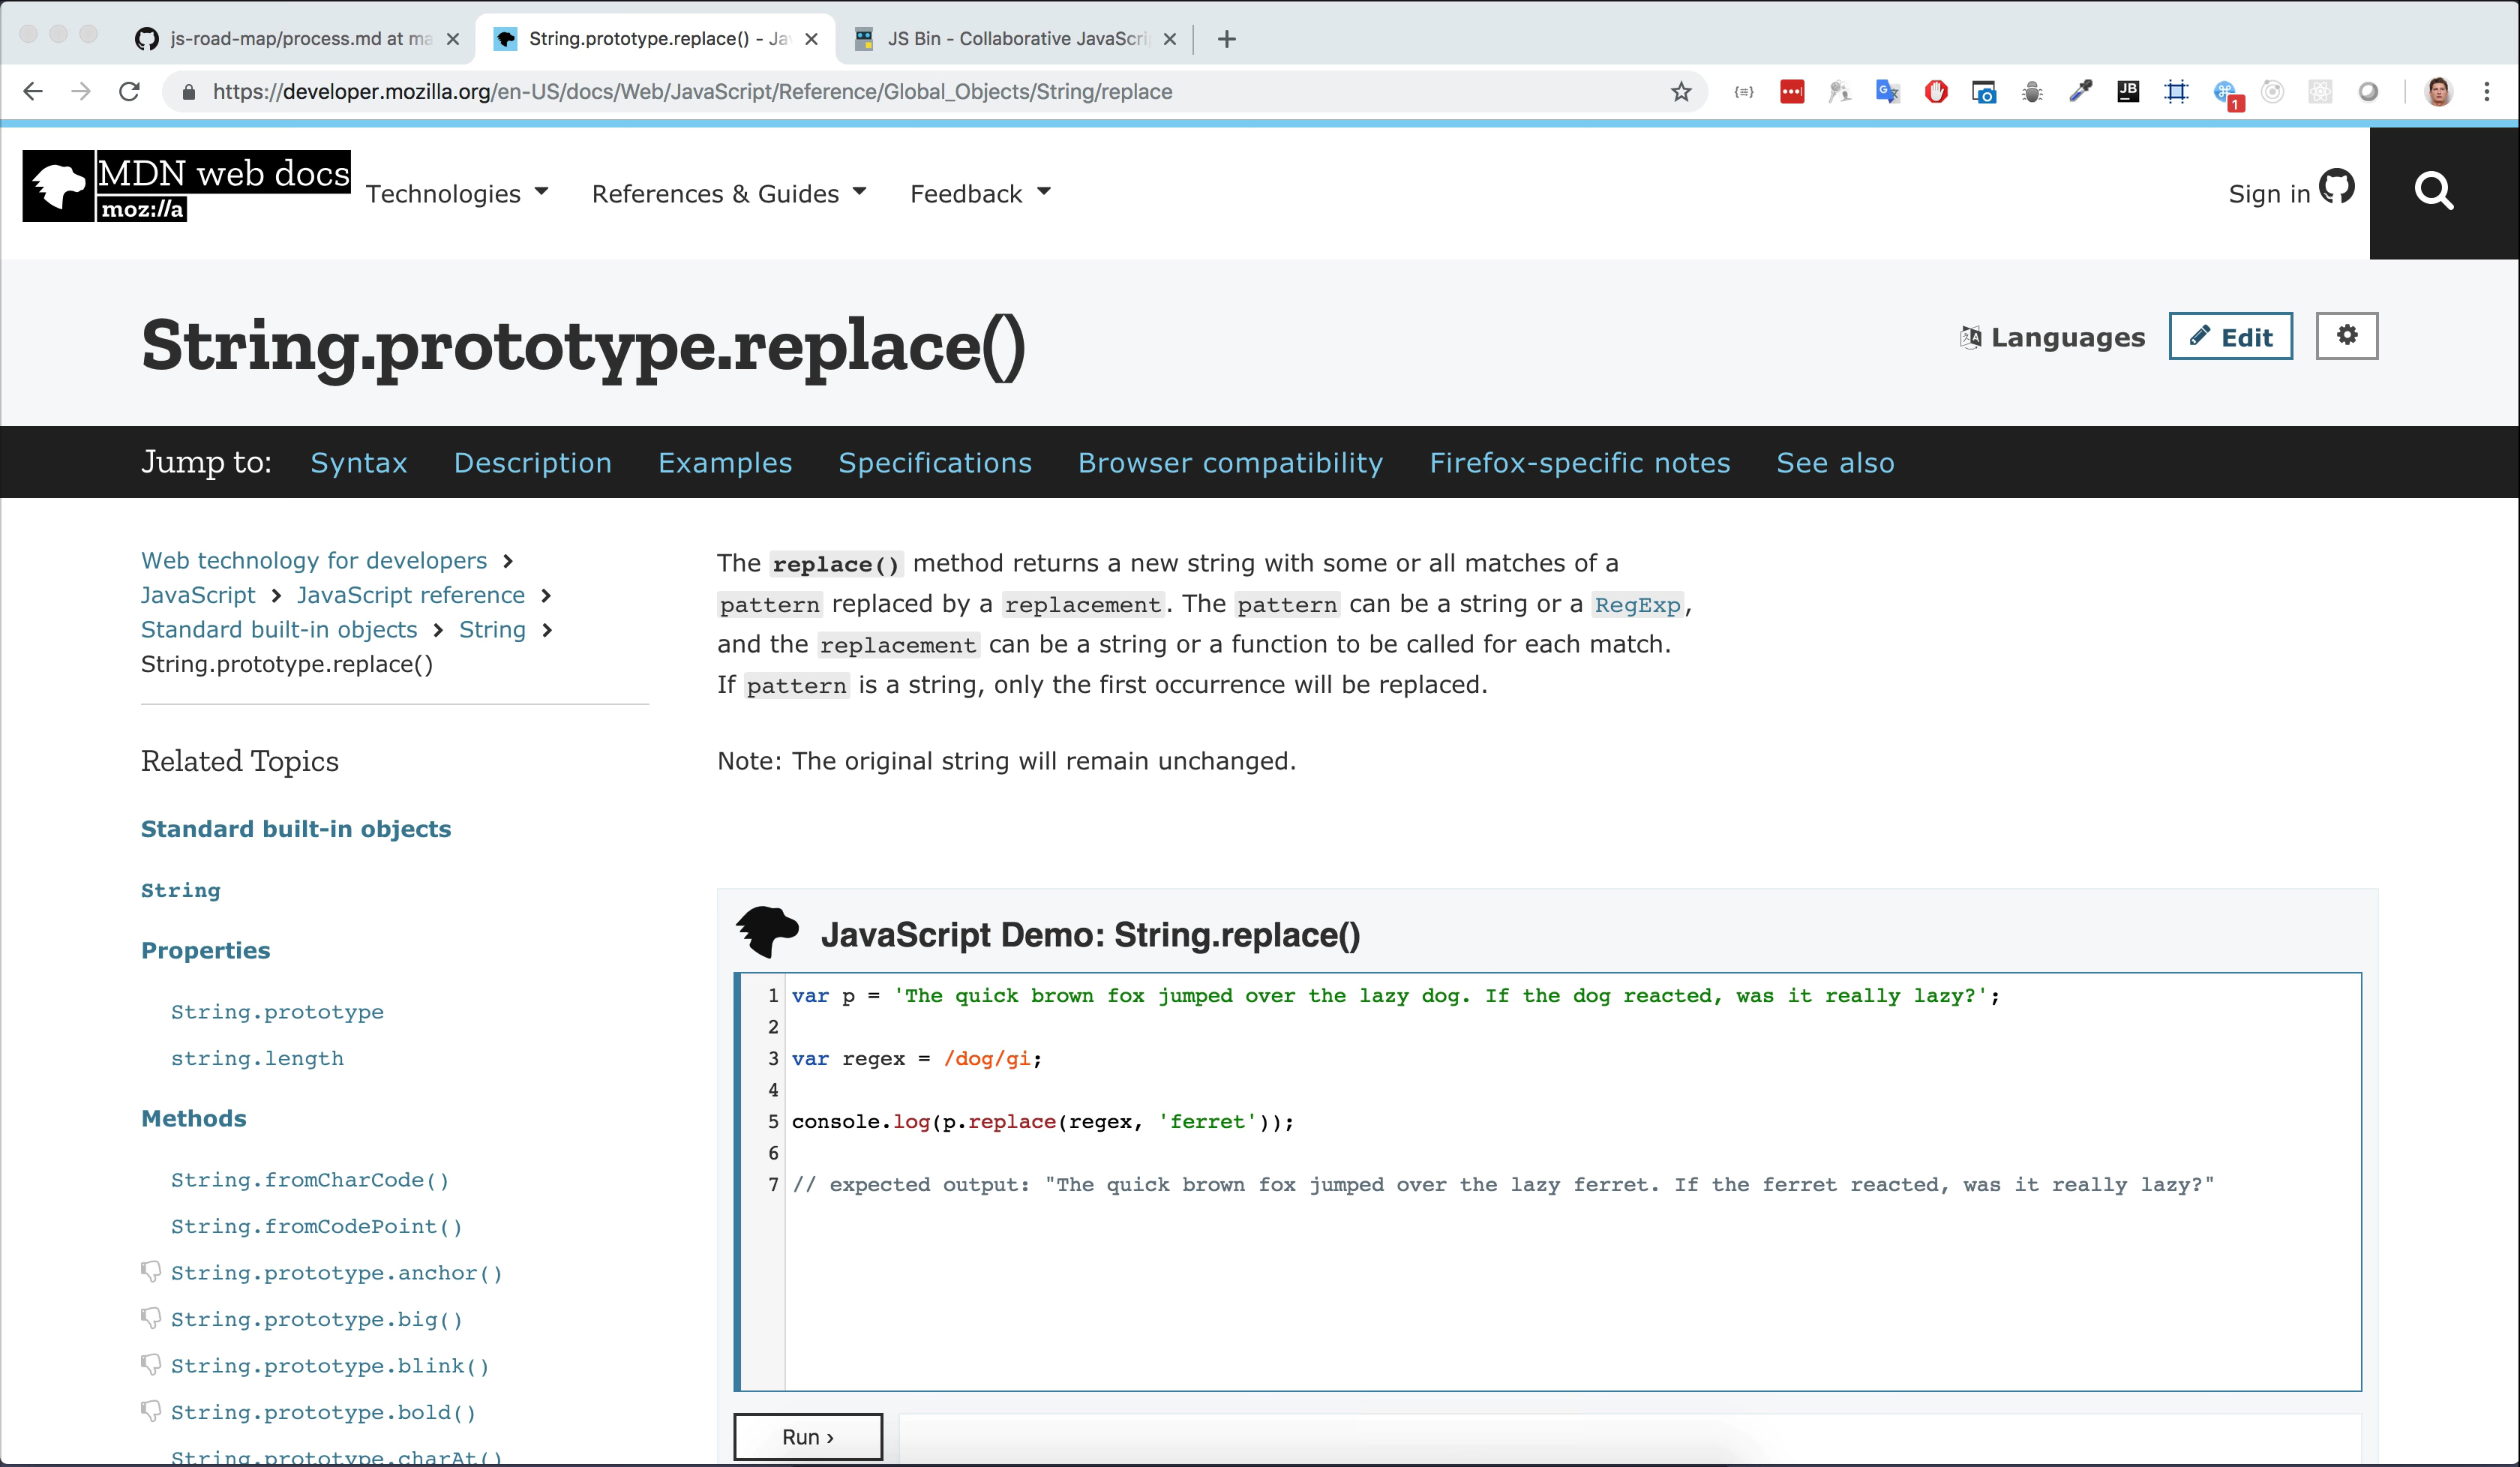 js-road-map/process.md at ma
String.prototype.replace() - Ja
JS Bin - Collaborative JavaScri
https://developer.mozilla.org/en-US/docs/Web/JavaScript/Reference/Global_Objects/String/replace
JB
1
MDN web docs
moz://a
Technologies
References & Guides
Feedback
Sign in
String.prototype.replace()
Languages
Edit
Jump to: Syntax Description Examples Specifications Browser compatibility Firefox-specific notes See also
Web technology for developers
JavaScript JavaScript reference
Standard built-in objects String
String.prototype.replace()
Related Topics
Standard built-in objects
String
Properties
String.prototype
string.length
Methods
String.fromCharCode()
String.fromCodePoint()
String.prototype.anchor()
String.prototype.big()
String.prototype.blink()
String.prototype.bold()
String.prototype.charAt()
The replace() method returns a new string with some or all matches of a
pattern replaced by a replacement. The pattern can be a string or a RegExp,
and the replacement can be a string or a function to be called for each match.
If pattern is a string, only the first occurrence will be replaced.
Note: The original string will remain unchanged.
JavaScript Demo: String.replace()
1 var p = 'The quick brown fox jumped over the lazy dog. If the dog reacted, was it really lazy?';
2
3 var regex = /dog/gi;
4
5 console.log(p.replace(regex, 'ferret'));
6
7 // expected output: "The quick brown fox jumped over the lazy ferret. If the ferret reacted, was it really lazy?"
Run ›